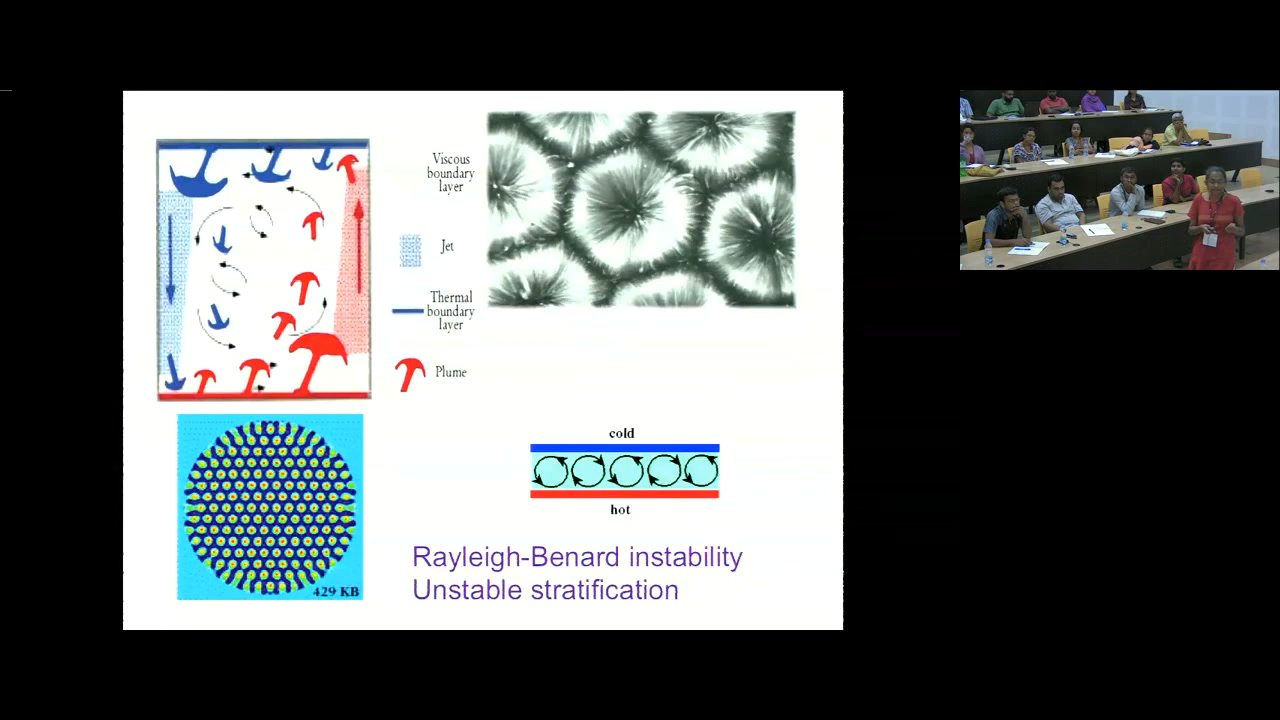 Viscous
boundary
layer
Jet
Thermal
boundary
layer
Plume
429 KB
cold
hot
Rayleigh-Benard instability
Unstable stratification